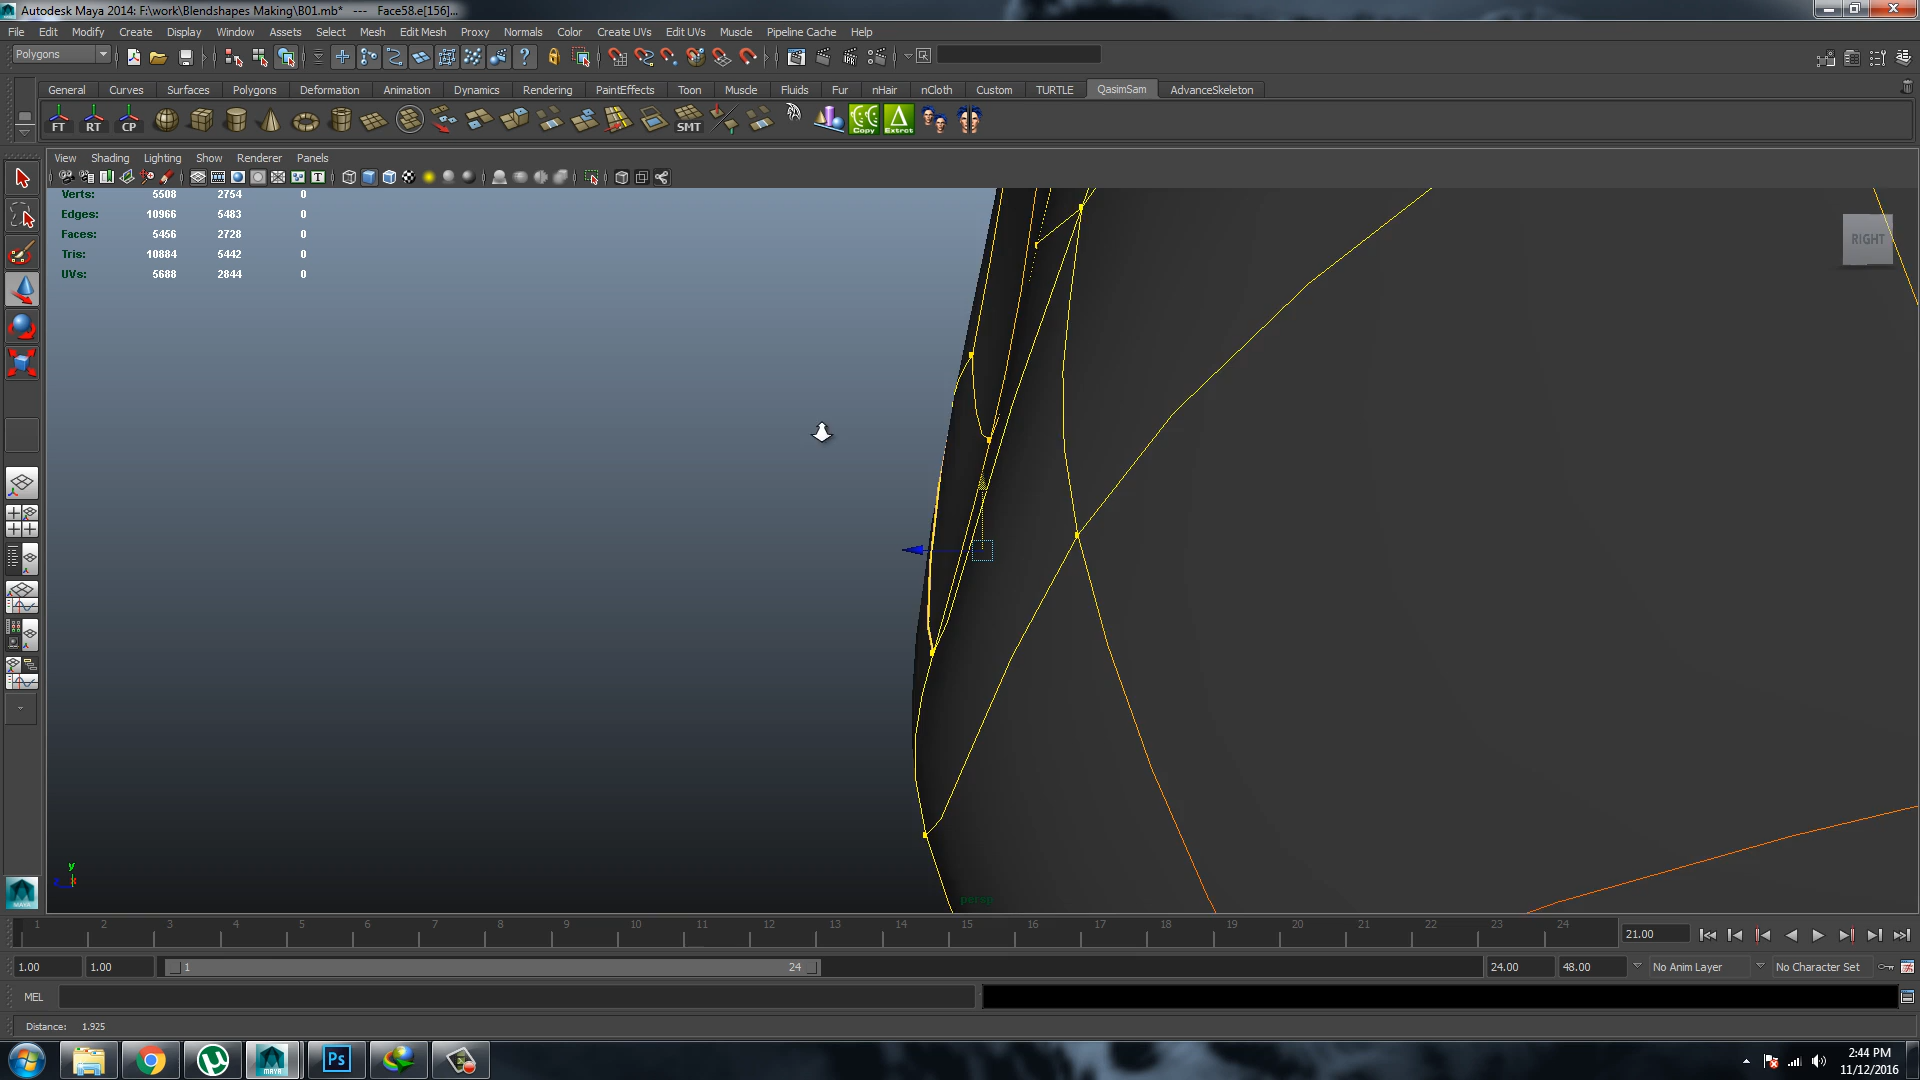 Autodesk Maya 2014: F:\work\Blendshapes Making\B01.mb*   ---   Face58.e[156]...
File Edit Modify Create Display Window Assets Select Mesh Edit Mesh Proxy Normals Color Create UVs Edit UVs Muscle Pipeline Cache Help
Polygons
General Curves Surfaces Polygons Deformation Animation Dynamics Rendering PaintEffects Toon Muscle Fluids Fur nHair nCloth Custom TURTLE QasimSam AdvanceSkeleton
FT RT CP SMT Copy Extrct
View Shading Lighting Show Renderer Panels
Verts: 5508 2754 0
Edges: 10966 5483 0
Faces: 5456 2728 0
Tris: 10884 5442 0
UVs: 5688 2844 0
RIGHT
y
persp
1 2 3 4 5 6 7 8 9 10 11 12 13 14 15 16 17 18 19 20 21 22 23 24
21.00
1.00 1.00 1 24 24.00 48.00 No Anim Layer No Character Set
MEL
Distance: 1.925
MAYA
Ps
2:44 PM
11/12/2016